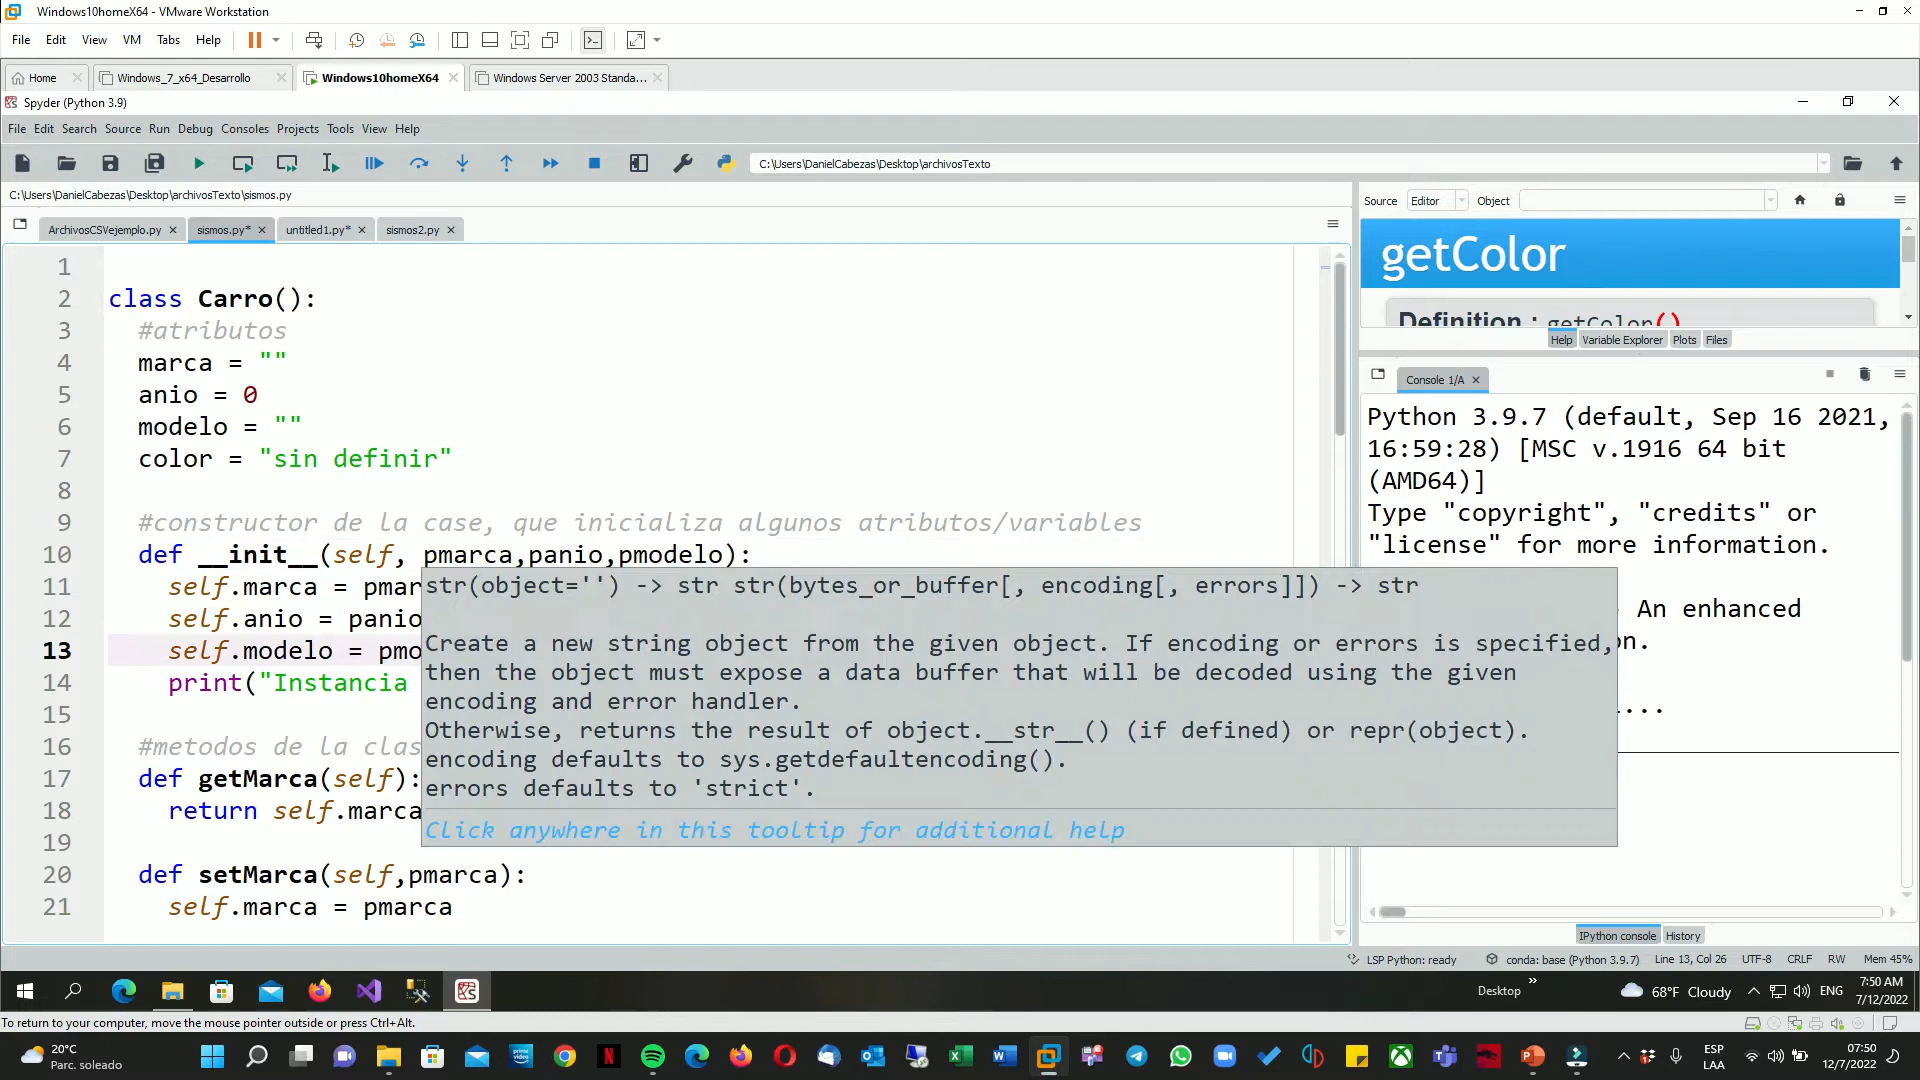 Windows10homeX64 - VMware Workstation
File Edit View VM Tabs Help
Home Windows_7_x64_Desarrollo Windows10homeX64 Windows Server 2003 Standa...
Spyder (Python 3.9)
File Edit Search Source Run Debug Consoles Projects Tools View Help
C:\Users\DanielCabezas\Desktop\archivosTexto
C:\Users\DanielCabezas\Desktop\archivosTexto\sismos.py
ArchivosCSVejemplo.py sismos.py* untitled1.py* sismos2.py
1
2 class Carro():
3 #atributos
4 marca = ""
5 anio = 0
6 modelo = ""
7 color = "sin definir"
8
9 #constructor de la case, que inicializa algunos atributos/variables
10 def __init__(self, pmarca,panio,pmodelo):
11 self.marca = pmar
12 self.anio = panio
13 self.modelo = pmo
14 print("Instancia
15
16 #metodos de la clas
17 def getMarca(self):
18 return self.marca
19
20 def setMarca(self,pmarca):
21 self.marca = pmarca
str(object='') -> str str(bytes_or_buffer[, encoding[, errors]]) -> str
Create a new string object from the given object. If encoding or errors is specified,
then the object must expose a data buffer that will be decoded using the given
encoding and error handler.
Otherwise, returns the result of object.__str__() (if defined) or repr(object).
encoding defaults to sys.getdefaultencoding().
errors defaults to 'strict'.
Click anywhere in this tooltip for additional help
Source Editor Object
getColor
Definition : getColor()
Help Variable Explorer Plots Files
Console 1/A
Python 3.9.7 (default, Sep 16 2021,
16:59:28) [MSC v.1916 64 bit
(AMD64)]
Type "copyright", "credits" or
"license" for more information.
An enhanced
on.
...
IPython console History
LSP Python: ready conda: base (Python 3.9.7) Line 13, Col 26 UTF-8 CRLF RW Mem 45%
Desktop 68°F Cloudy ENG 7:50 AM
7/12/2022
To return to your computer, move the mouse pointer outside or press Ctrl+Alt.
20°C
Parc. soleado
ESP
LAA
07:50
12/7/2022